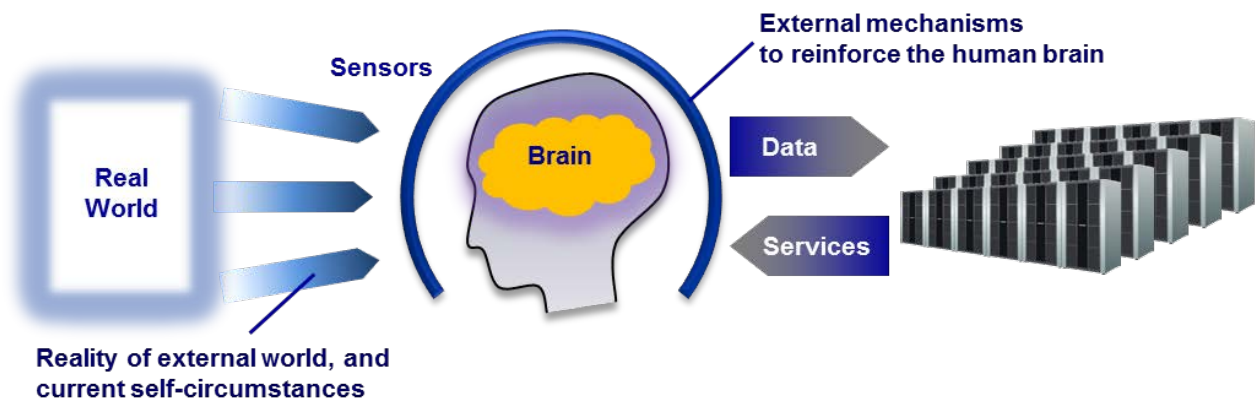 External mechanisms
to reinforce the human brain
Sensors
Real
World
Brain
Data
Services
Reality of external world, and
current self-circumstances